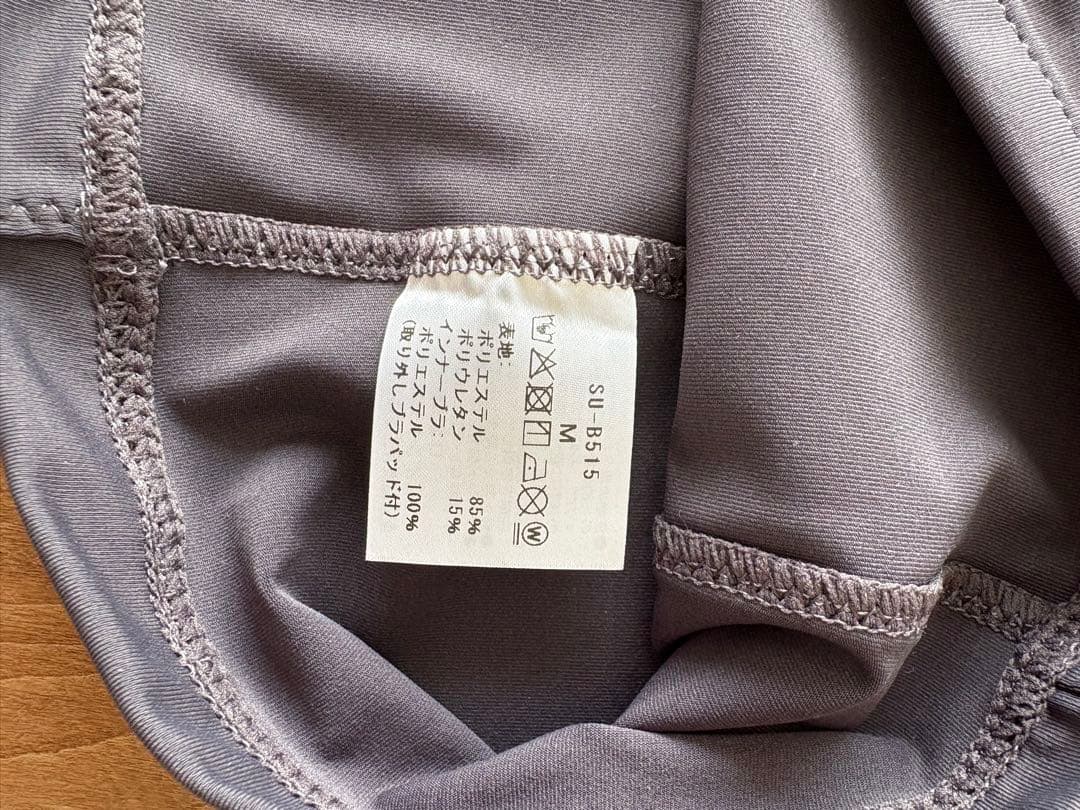 SU-B515
M
W
表地:
ポリエステル 85%
ポリウレタン 15%
インナーブラ:
ポリエステル 100%
(取り外しブラパッド付)